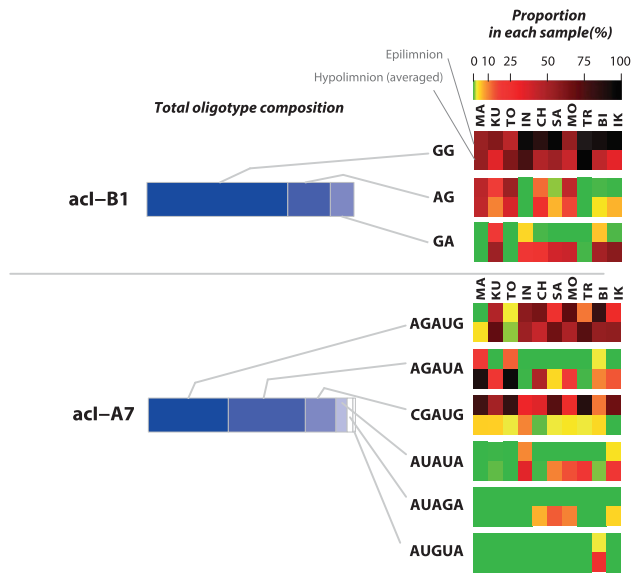 Proportion
in each sample(%)
Epilimnion
0 10 25 50 75 100
Hypolimnion (averaged)
Total oligotype composition
MA KU TO IN CH SA MO TR BI IK
GG
acI−B1
AG
GA
MA KU TO IN CH SA MO TR BI IK
AGAUG
AGAUA
acI−A7
CGAUG
AUAUA
AUAGA
AUGUA